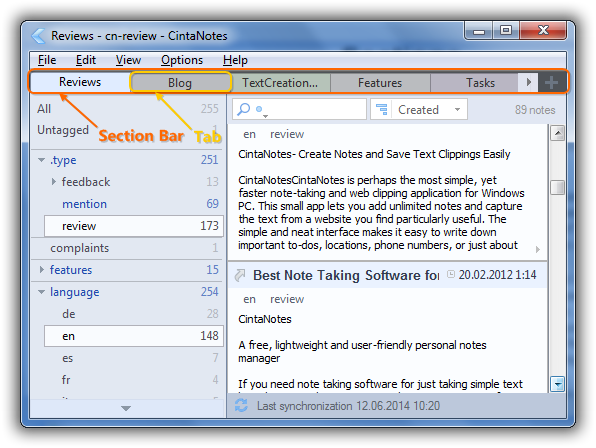 Reviews - cn-review - CintaNotes
File Edit View Options Help
Reviews Blog TextCreation... Features Tasks
All 255
Untagged
Section Bar
Tab
.type 251
feedback 13
mention 69
review 173
complaints 1
features 15
language 254
de 28
en 148
es 7
fr 4
Created 89 notes
en review
CintaNotes- Create Notes and Save Text Clippings Easily
CintaNotesCintaNotes is perhaps the most simple, yet
faster note-taking and web clipping application for Windows
PC. This small app lets you add unlimited notes and capture
the text from a website you find particularly useful. The
simple and neat interface makes it easy to write down
important to-dos, locations, phone numbers, or just about
Best Note Taking Software for 20.02.2012 1:14
en review
CintaNotes
A free, lightweight and user-friendly personal notes
manager
If you need note taking software for just taking simple text
Last synchronization 12.06.2014 10:20